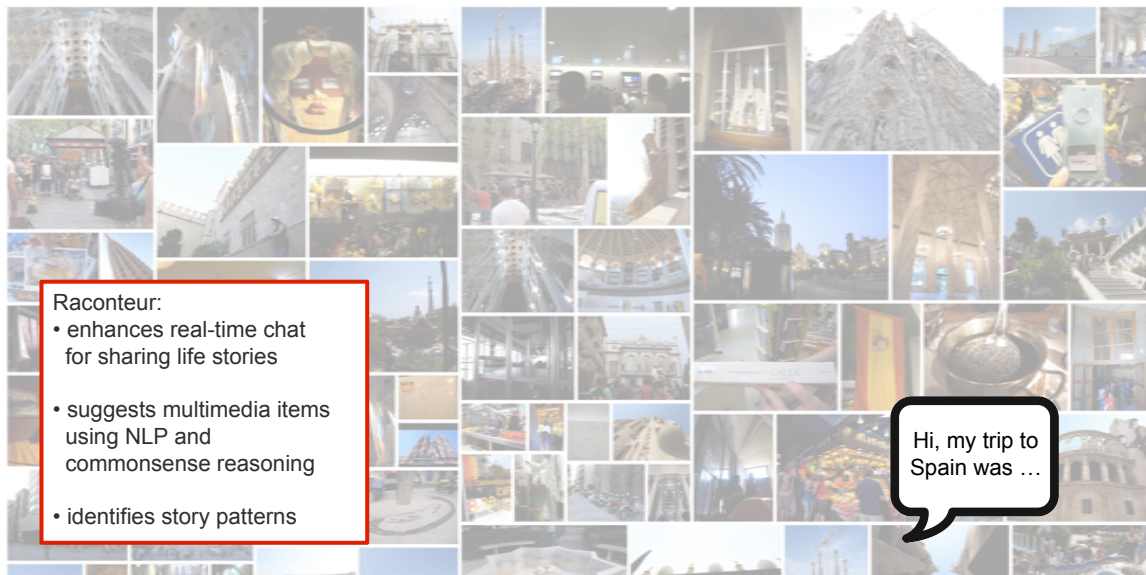 Raconteur:
• enhances real-time chat
for sharing life stories
• suggests multimedia items
using NLP and
commonsense reasoning
• identifies story patterns
Hi, my trip to
Spain was …